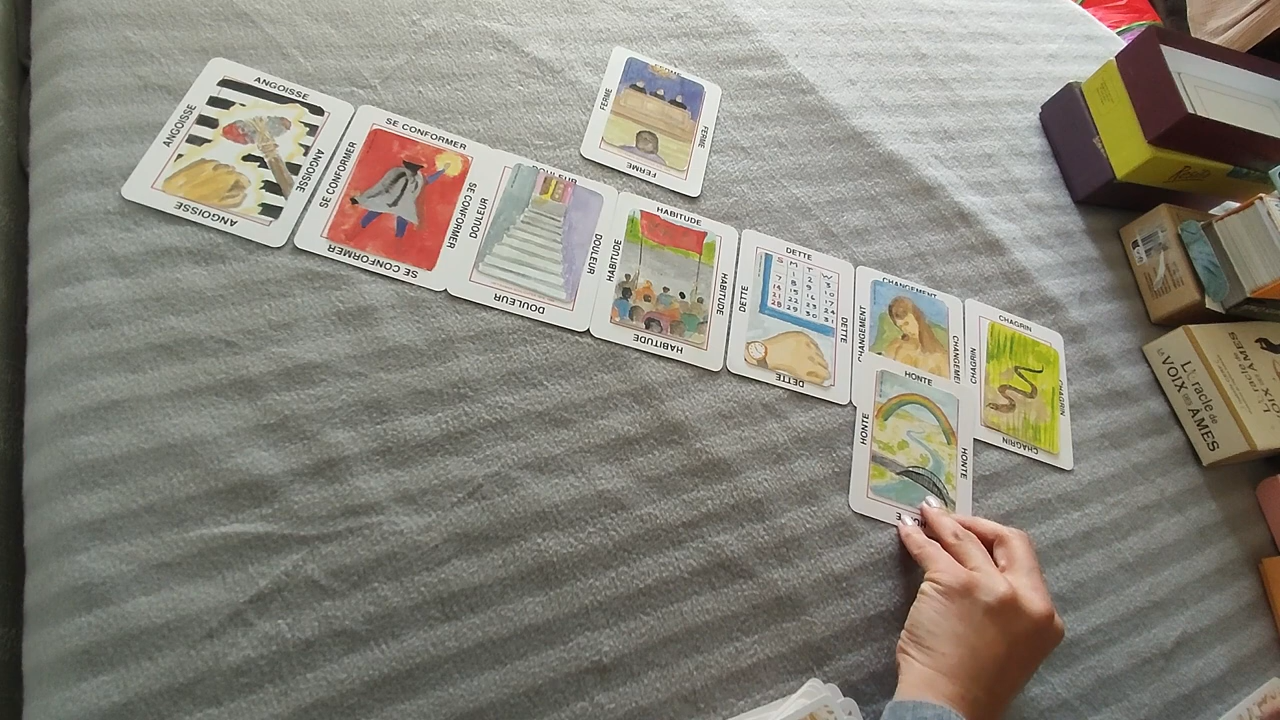 ANGOISSE
ANGOISSE
ANGOISSE
ANGOISSE
SE CONFORMER
SE CONFORMER
SE CONFORMER
SE CONFORMER
DOULEUR
DOULEUR
DOULEUR
DOULEUR
FERME
FERME
FERME
FERME
HABITUDE
HABITUDE
HABITUDE
HABITUDE
DETTE
DETTE
DETTE
DETTE
S M T W
1 2 3
7 8 9 10
14 15 16 17
21 22 23 24
28 29 30 31
CHANGEMENT
CHANGEMENT
CHANGEMEN
HONTE
HONTE
HONTE
CHAGRIN
CHAGRIN
CHAGRIN
CHAGRIN
L'Oracle de
VOIX DES
ÂMES